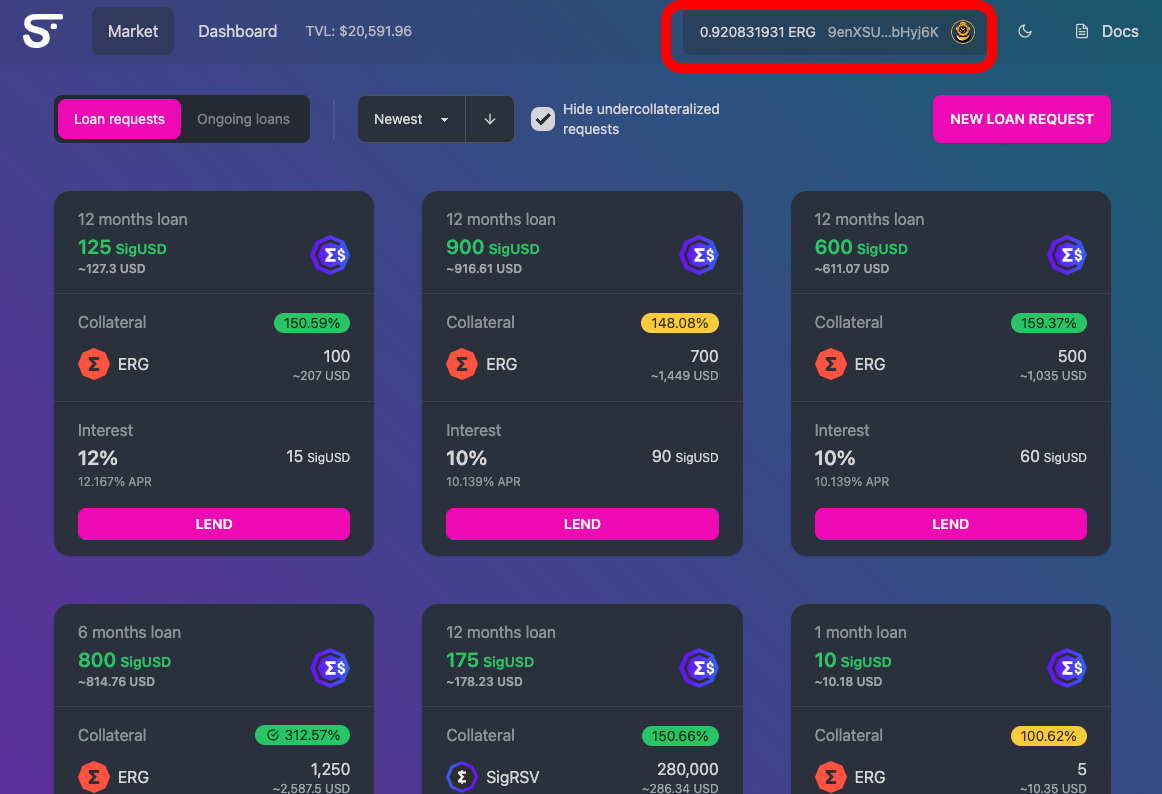 Market Dashboard TVL: $20,591.96 0.920831931 ERG 9enXSU...bHyj6K Docs
Loan requests Ongoing loans Newest Hide undercollateralized requests NEW LOAN REQUEST
12 months loan
125 SigUSD
~127.3 USD
Collateral 150.59%
ERG 100
~207 USD
Interest
12% 15 SigUSD
12.167% APR
LEND
12 months loan
900 SigUSD
~916.61 USD
Collateral 148.08%
ERG 700
~1,449 USD
Interest
10% 90 SigUSD
10.139% APR
LEND
12 months loan
600 SigUSD
~611.07 USD
Collateral 159.37%
ERG 500
~1,035 USD
Interest
10% 60 SigUSD
10.139% APR
LEND
6 months loan
800 SigUSD
~814.76 USD
Collateral 312.57%
ERG 1,250
~2,587.5 USD
12 months loan
175 SigUSD
~178.23 USD
Collateral 150.66%
SigRSV 280,000
~286.34 USD
1 month loan
10 SigUSD
~10.18 USD
Collateral 100.62%
ERG 5
~10.35 USD